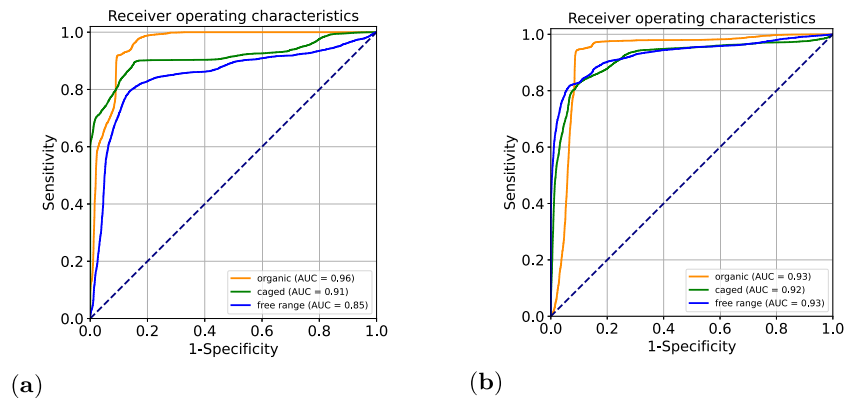 Receiver operating characteristics
1.0
0.8
0.6
0.4
0.2
0.0
Sensitivity
organic (AUC = 0.96)
caged (AUC = 0.91)
free range (AUC = 0.85)
0.0 0.2 0.4 0.6 0.8 1.0
1-Specificity
(a)
Receiver operating characteristics
1.0
0.8
0.6
0.4
0.2
0.0
Sensitivity
organic (AUC = 0.93)
caged (AUC = 0.92)
free range (AUC = 0.93)
0.0 0.2 0.4 0.6 0.8 1.0
1-Specificity
(b)